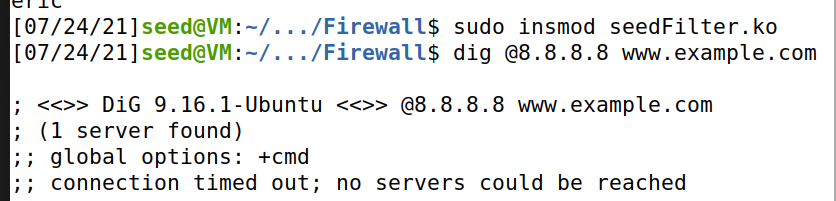 eric
[07/24/21]seed@VM:~/.../Firewall$ sudo insmod seedFilter.ko
[07/24/21]seed@VM:~/.../Firewall$ dig @8.8.8.8 www.example.com
; <<>> DiG 9.16.1-Ubuntu <<>> @8.8.8.8 www.example.com
; (1 server found)
;; global options: +cmd
;; connection timed out; no servers could be reached